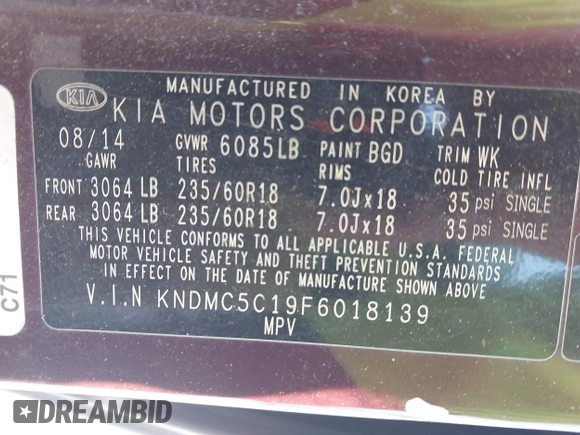 MANUFACTURED IN KOREA BY
KIA KIA MOTORS CORPORATION
08/14 GVWR 6085LB PAINT BGD TRIM WK
GAWR TIRES RIMS COLD TIRE INFL
FRONT 3064 LB 235/60R18 7.0Jx18 35 psi SINGLE
REAR 3064 LB 235/60R18 7.0Jx18 35 psi SINGLE
THIS VEHICLE CONFORMS TO ALL APPLICABLE U.S.A. FEDERAL
MOTOR VEHICLE SAFETY AND THEFT PREVENTION STANDARDS
IN EFFECT ON THE DATE OF MANUFACTURE SHOWN ABOVE
V.I.N KNDMC5C19F6018139
MPV
C71
DREAMBID